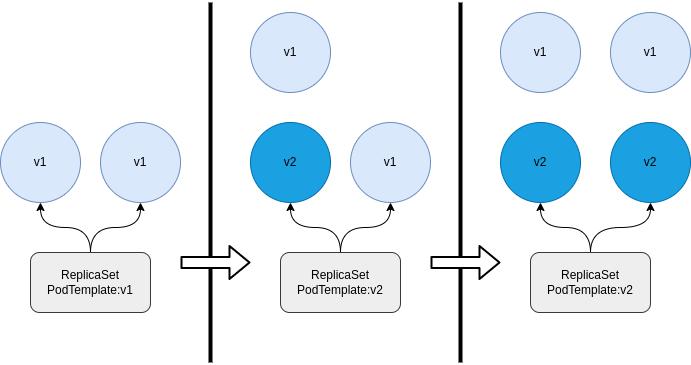 v1
v1
ReplicaSet
PodTemplate:v1
v1
v2
v1
ReplicaSet
PodTemplate:v2
v1
v1
v2
v2
ReplicaSet
PodTemplate:v2